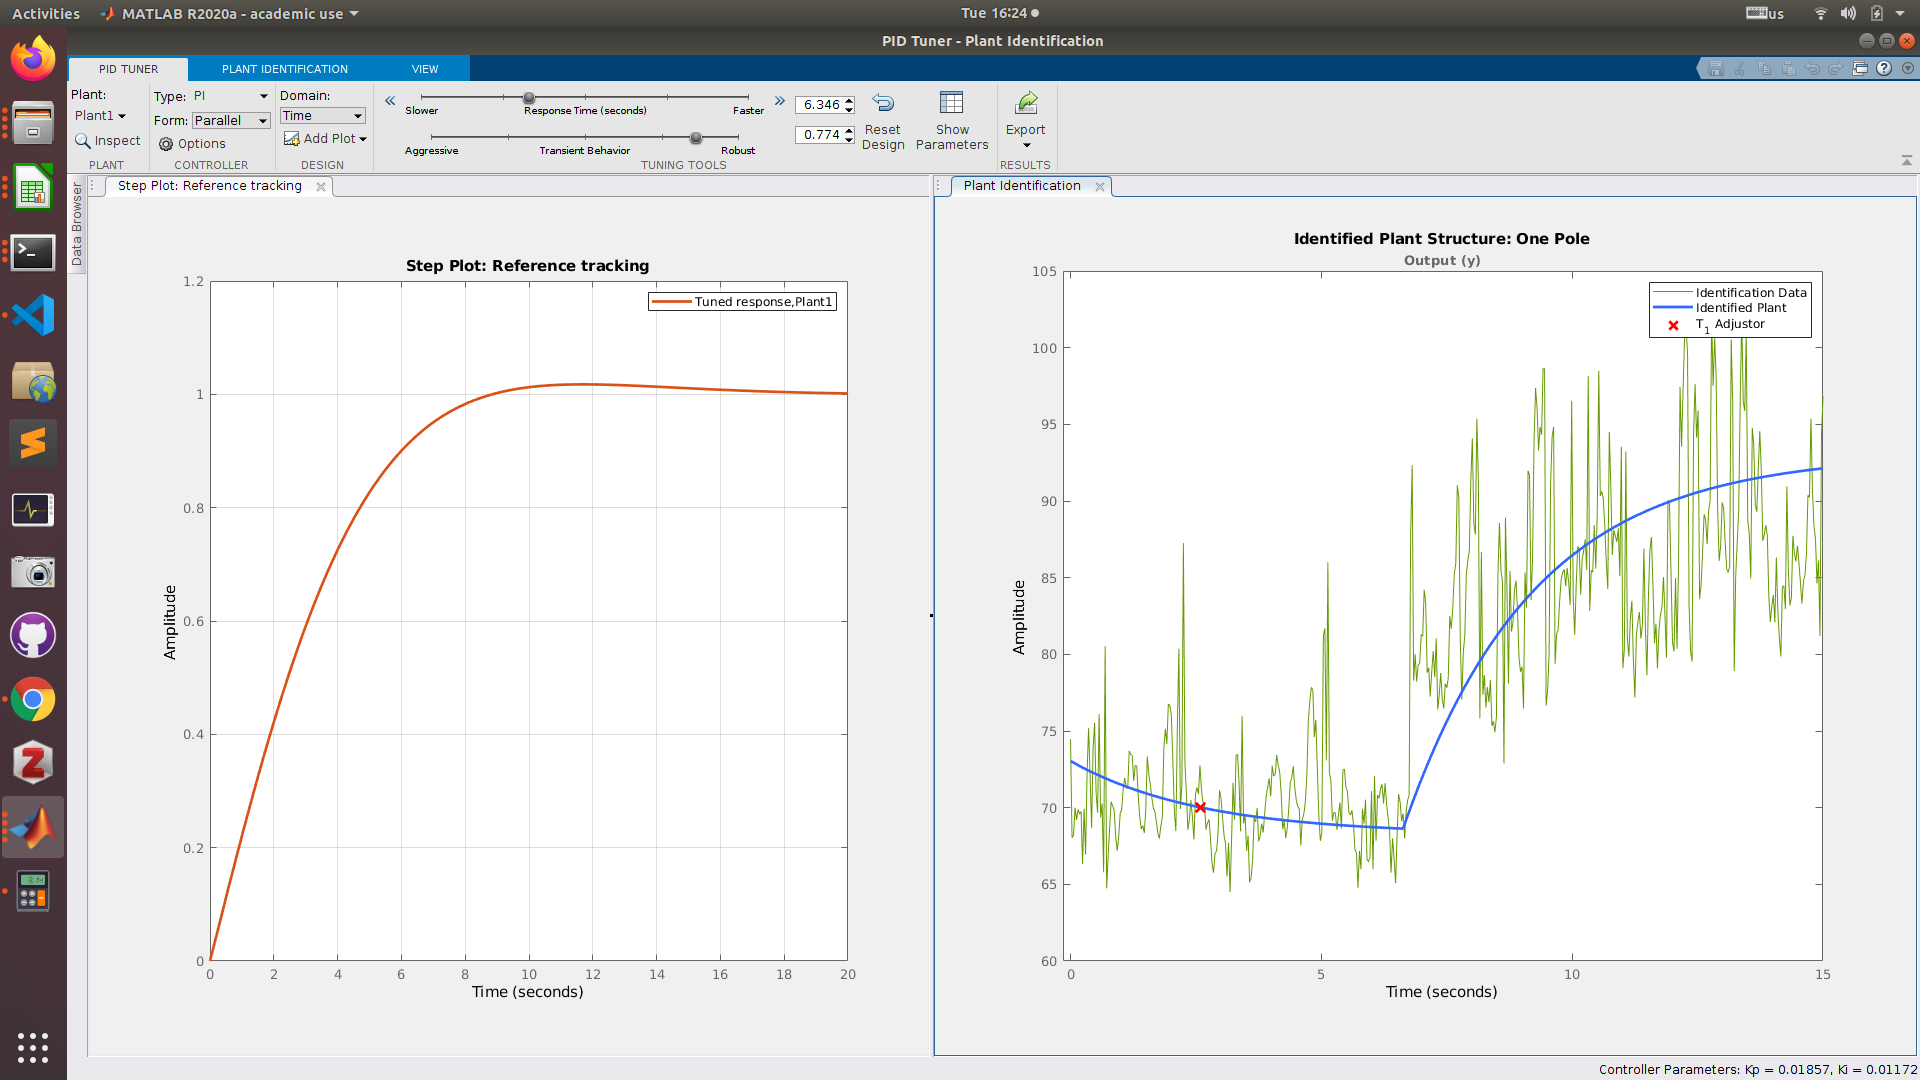 Activities
MATLAB R2020a - academic use
Tue 16:24
us
PID Tuner - Plant Identification
PID TUNER
PLANT IDENTIFICATION
VIEW
Plant:
Plant1
Inspect
PLANT
Type: PI
Form: Parallel
Options
CONTROLLER
Domain:
Time
Add Plot
DESIGN
Slower
Response Time (seconds)
Faster
6.346
Aggressive
Transient Behavior
Robust
0.774
Reset
Design
Show
Parameters
TUNING TOOLS
Export
RESULTS
Data Browser
Step Plot: Reference tracking
Step Plot: Reference tracking
Tuned response,Plant1
Amplitude
1.2
1
0.8
0.6
0.4
0.2
0
0 2 4 6 8 10 12 14 16 18 20
Time (seconds)
Plant Identification
Identified Plant Structure: One Pole
Output (y)
Identification Data
Identified Plant
T1 Adjustor
Amplitude
105
100
95
90
85
80
75
70
65
60
0 5 10 15
Time (seconds)
Controller Parameters: Kp = 0.01857, Ki = 0.01172